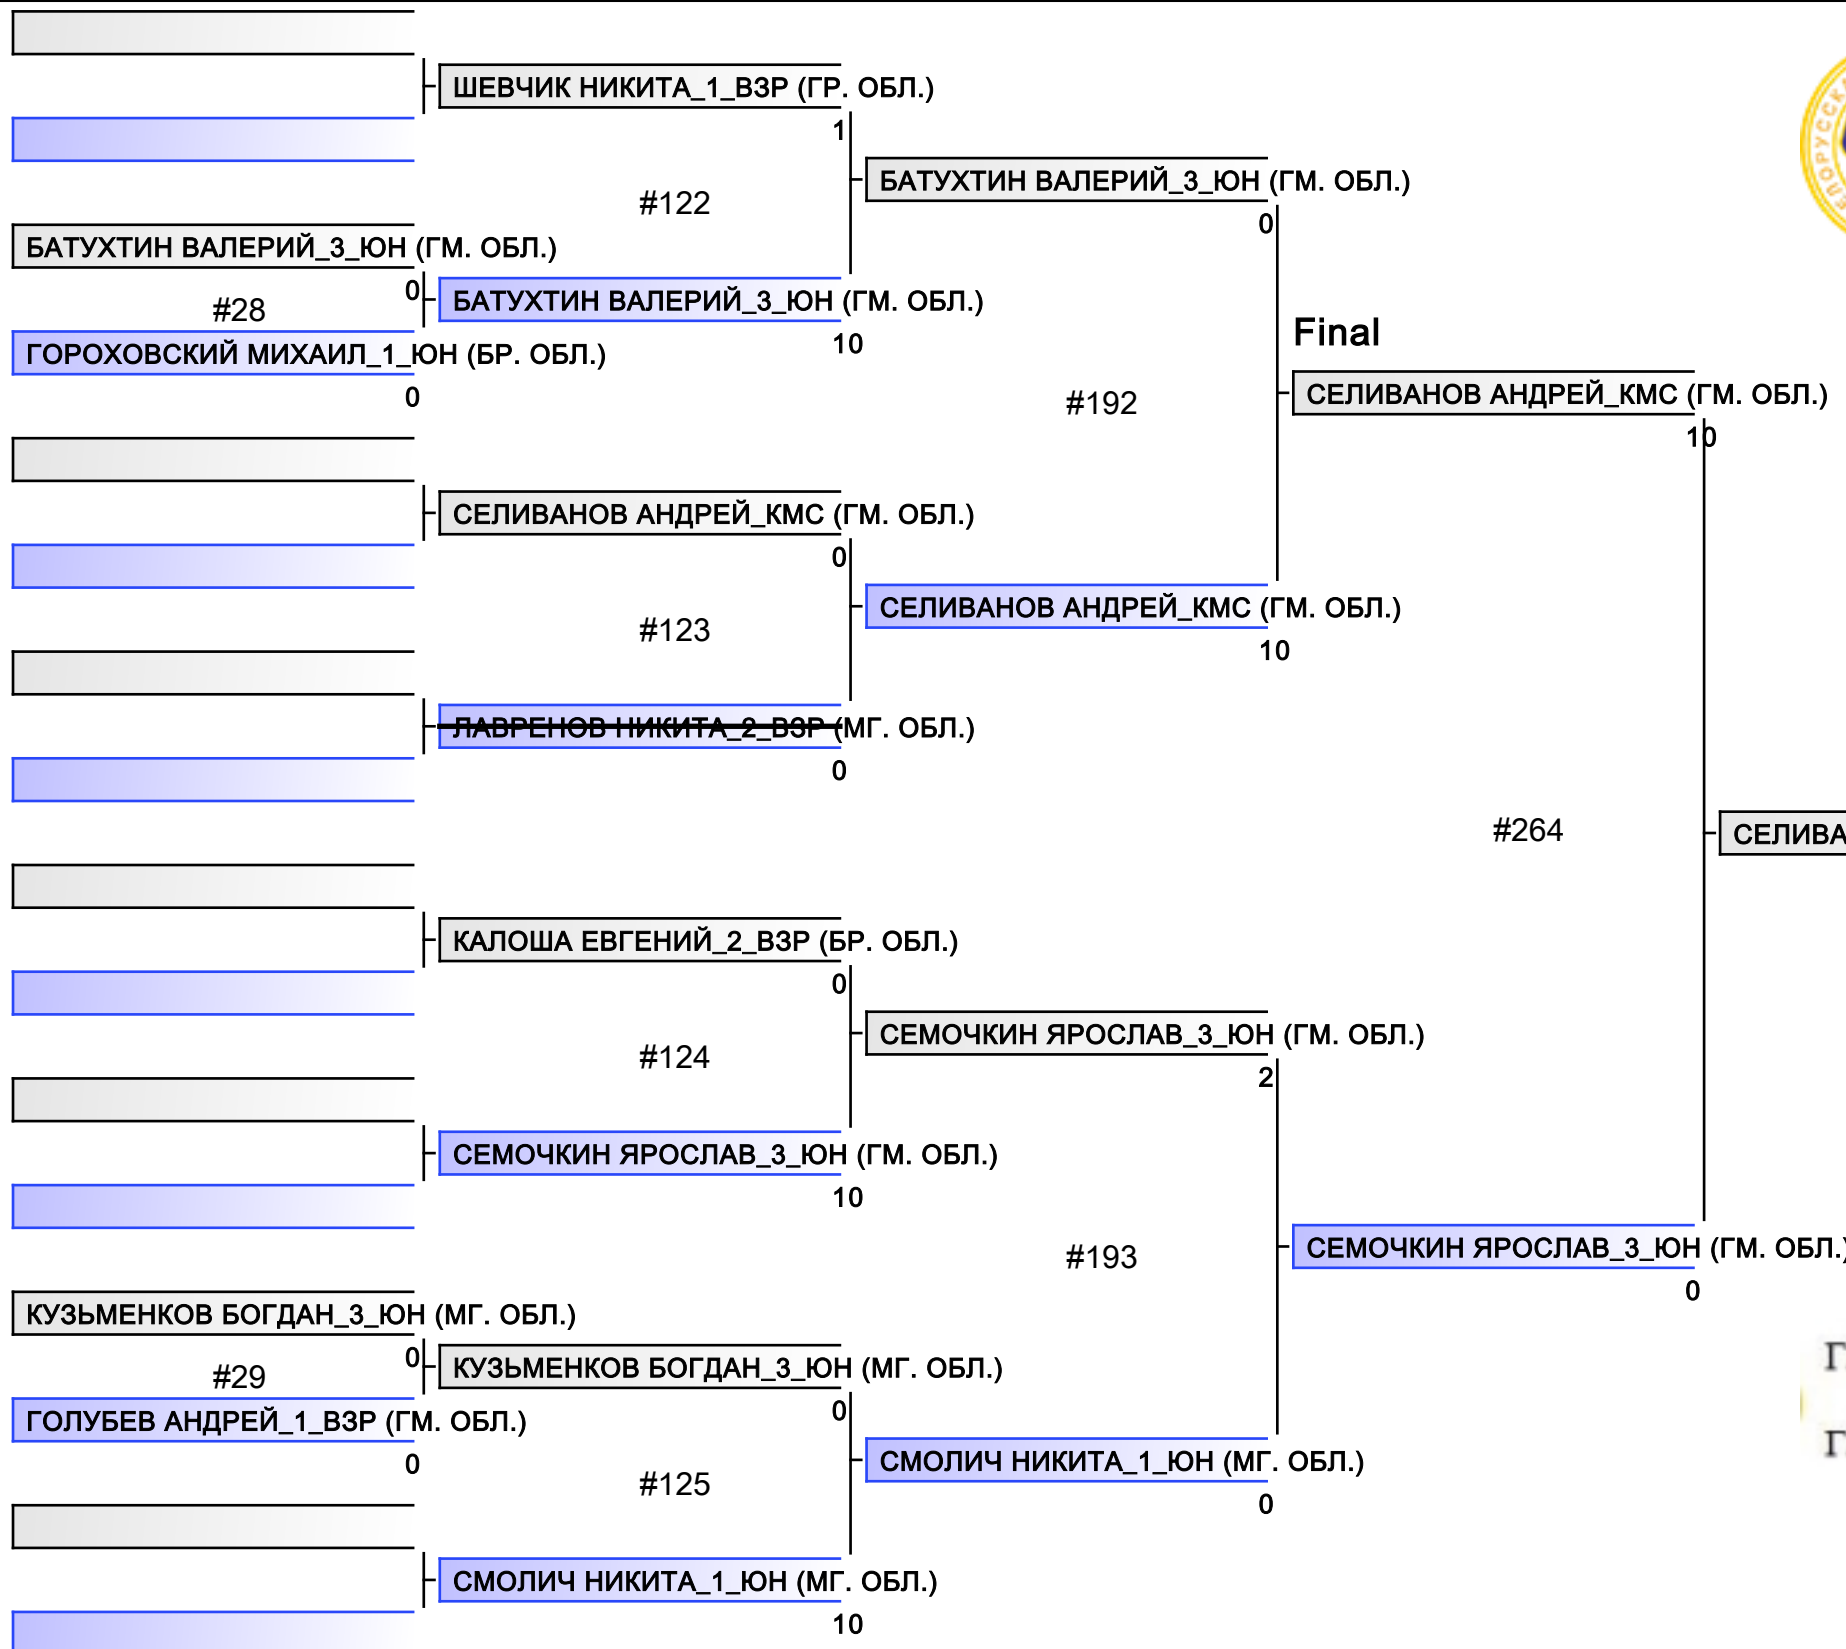 ШЕВЧИК НИКИТА_1_ВЗР (ГР. ОБЛ.)
1
БАТУХТИН ВАЛЕРИЙ_3_ЮН (ГМ. ОБЛ.)
0
#122
БАТУХТИН ВАЛЕРИЙ_3_ЮН (ГМ. ОБЛ.)
0
#28
БАТУХТИН ВАЛЕРИЙ_3_ЮН (ГМ. ОБЛ.)
10
ГОРОХОВСКИЙ МИХАИЛ_1_ЮН (БР. ОБЛ.)
0
Final
#192
СЕЛИВАНОВ АНДРЕЙ_КМС (ГМ. ОБЛ.)
10
СЕЛИВАНОВ АНДРЕЙ_КМС (ГМ. ОБЛ.)
0
СЕЛИВАНОВ АНДРЕЙ_КМС (ГМ. ОБЛ.)
10
#123
ЛАВРЕНОВ НИКИТА_2_ВЗР (МГ. ОБЛ.)
0
#264
СЕЛИВА
КАЛОША ЕВГЕНИЙ_2_ВЗР (БР. ОБЛ.)
0
СЕМОЧКИН ЯРОСЛАВ_3_ЮН (ГМ. ОБЛ.)
2
#124
СЕМОЧКИН ЯРОСЛАВ_3_ЮН (ГМ. ОБЛ.)
10
#193
СЕМОЧКИН ЯРОСЛАВ_3_ЮН (ГМ. ОБЛ.)
0
КУЗЬМЕНКОВ БОГДАН_3_ЮН (МГ. ОБЛ.)
0
#29
КУЗЬМЕНКОВ БОГДАН_3_ЮН (МГ. ОБЛ.)
0
ГОЛУБЕВ АНДРЕЙ_1_ВЗР (ГМ. ОБЛ.)
0
СМОЛИЧ НИКИТА_1_ЮН (МГ. ОБЛ.)
0
#125
СМОЛИЧ НИКИТА_1_ЮН (МГ. ОБЛ.)
10